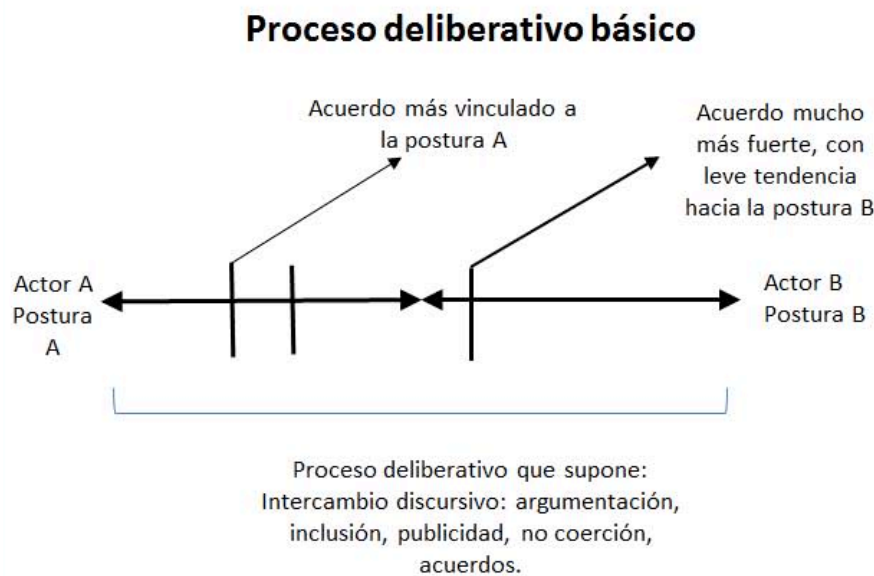 Proceso deliberativo básico
Acuerdo más vinculado a
la postura A
Acuerdo mucho
más fuerte, con
leve tendencia
hacia la postura B
Actor A
Postura
A
Actor B
Postura B
Proceso deliberativo que supone:
Intercambio discursivo: argumentación,
inclusión, publicidad, no coerción,
acuerdos.